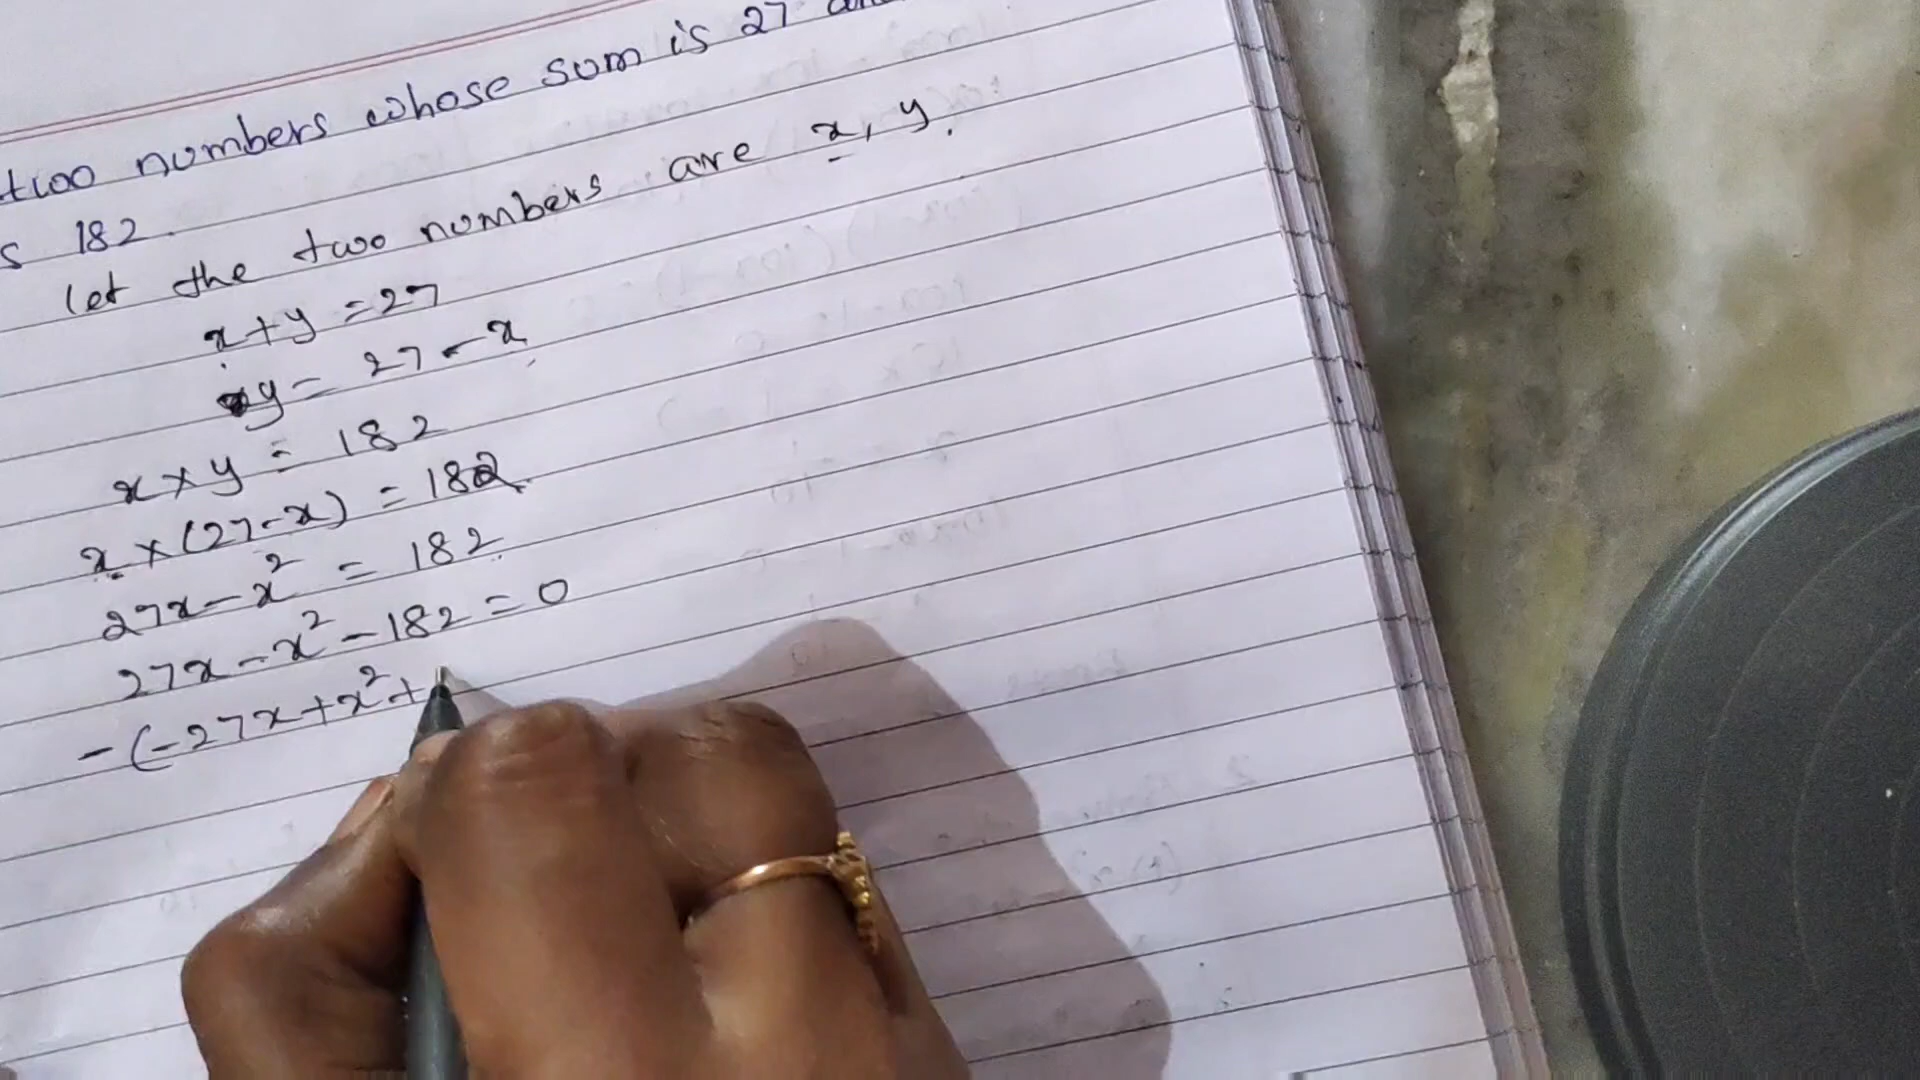 two numbers whose sum is 27
s 182.
let the two numbers are x, y.
x+y = 27
y = 27 - x
x × y = 182
x × (27-x) = 182
27x - x² = 182
27x - x² - 182 = 0
-(-27x + x² +